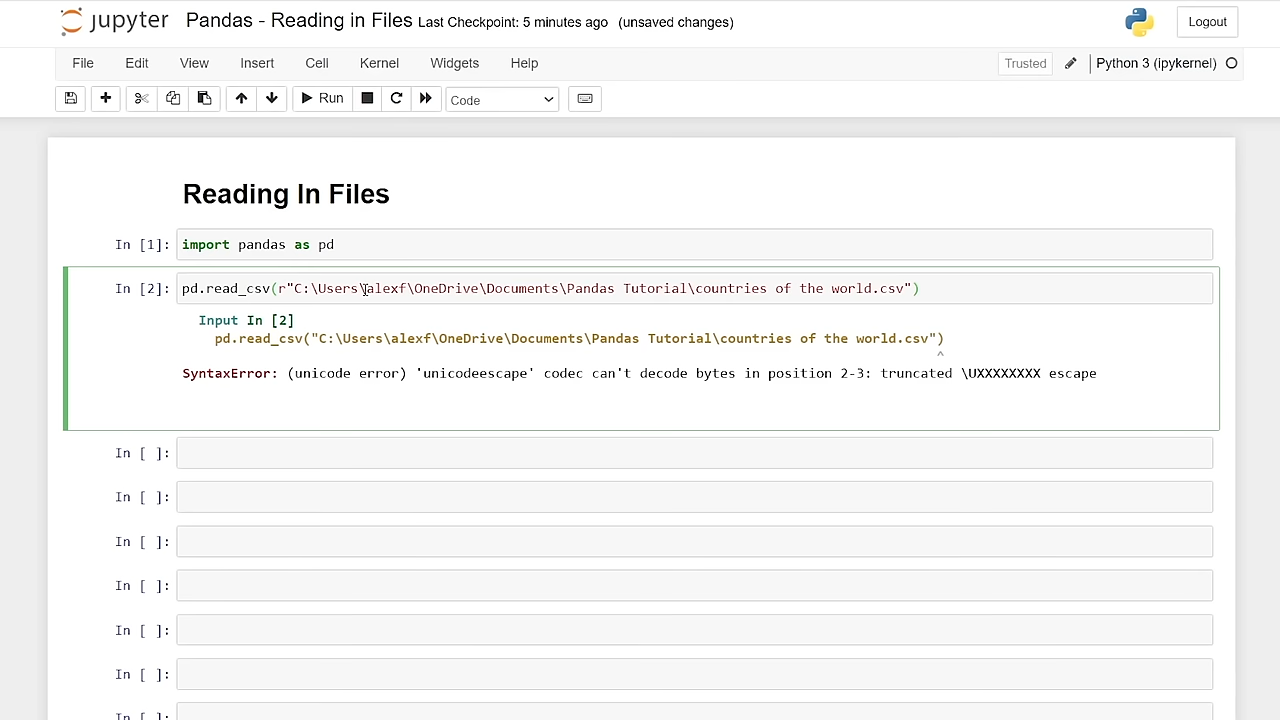 jupyter Pandas - Reading in Files Last Checkpoint: 5 minutes ago (unsaved changes) Logout
File Edit View Insert Cell Kernel Widgets Help Trusted Python 3 (ipykernel)
Run Code
Reading In Files
In [1]: import pandas as pd
In [2]: pd.read_csv(r"C:\Users\alexf\OneDrive\Documents\Pandas Tutorial\countries of the world.csv")
Input In [2]
pd.read_csv("C:\Users\alexf\OneDrive\Documents\Pandas Tutorial\countries of the world.csv")
^
SyntaxError: (unicode error) 'unicodeescape' codec can't decode bytes in position 2-3: truncated \UXXXXXXXX escape
In [ ]:
In [ ]:
In [ ]:
In [ ]:
In [ ]:
In [ ]:
In [ ]: